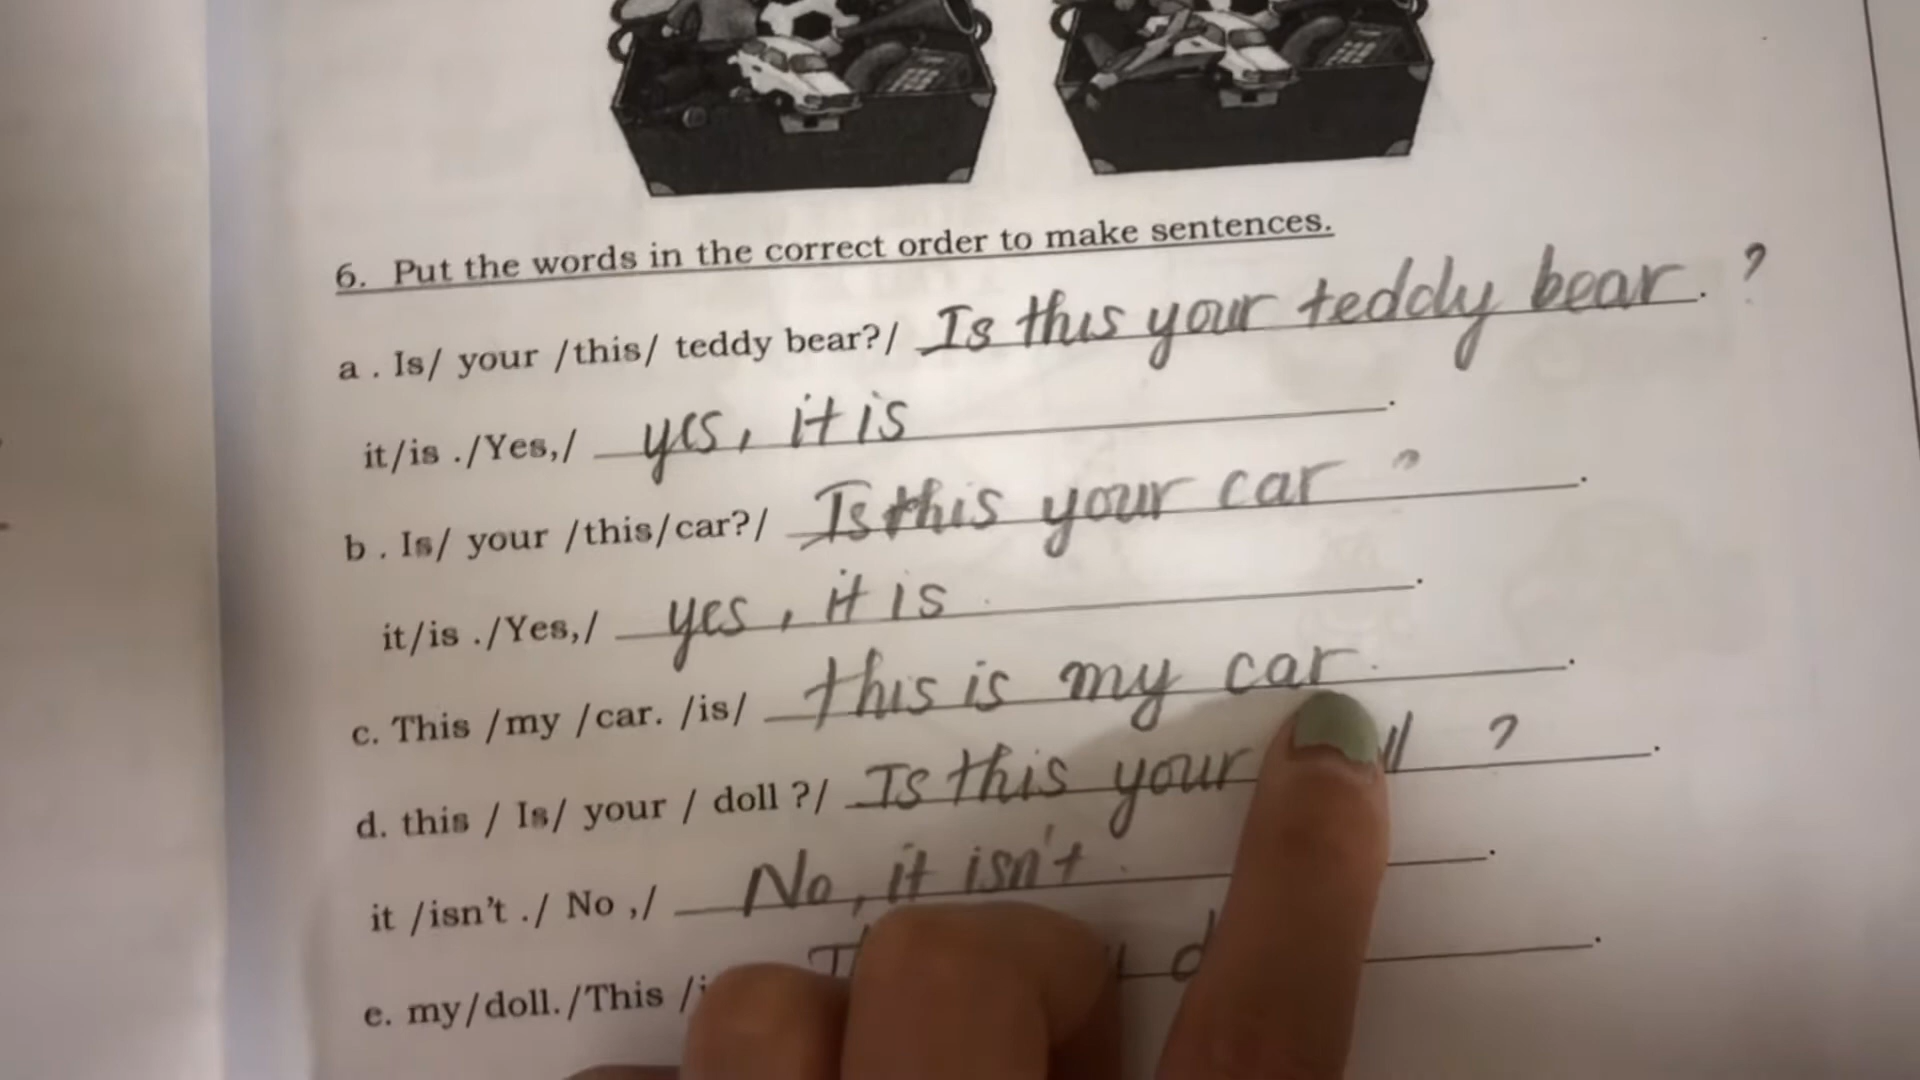 6. Put the words in the correct order to make sentences.
a . Is/ your /this/ teddy bear?/ Is this your teddy bear. ?
it/is ./Yes,/ yes, it is .
b . Is/ your /this/car?/ Is this your car ? .
it/is ./Yes,/ yes, it is . .
c. This /my /car. /is/ this is my car. .
d. this / Is/ your / doll ?/ Is this your ? .
it /isn't ./ No ,/ No, it isn't . .
e. my/doll./This / .